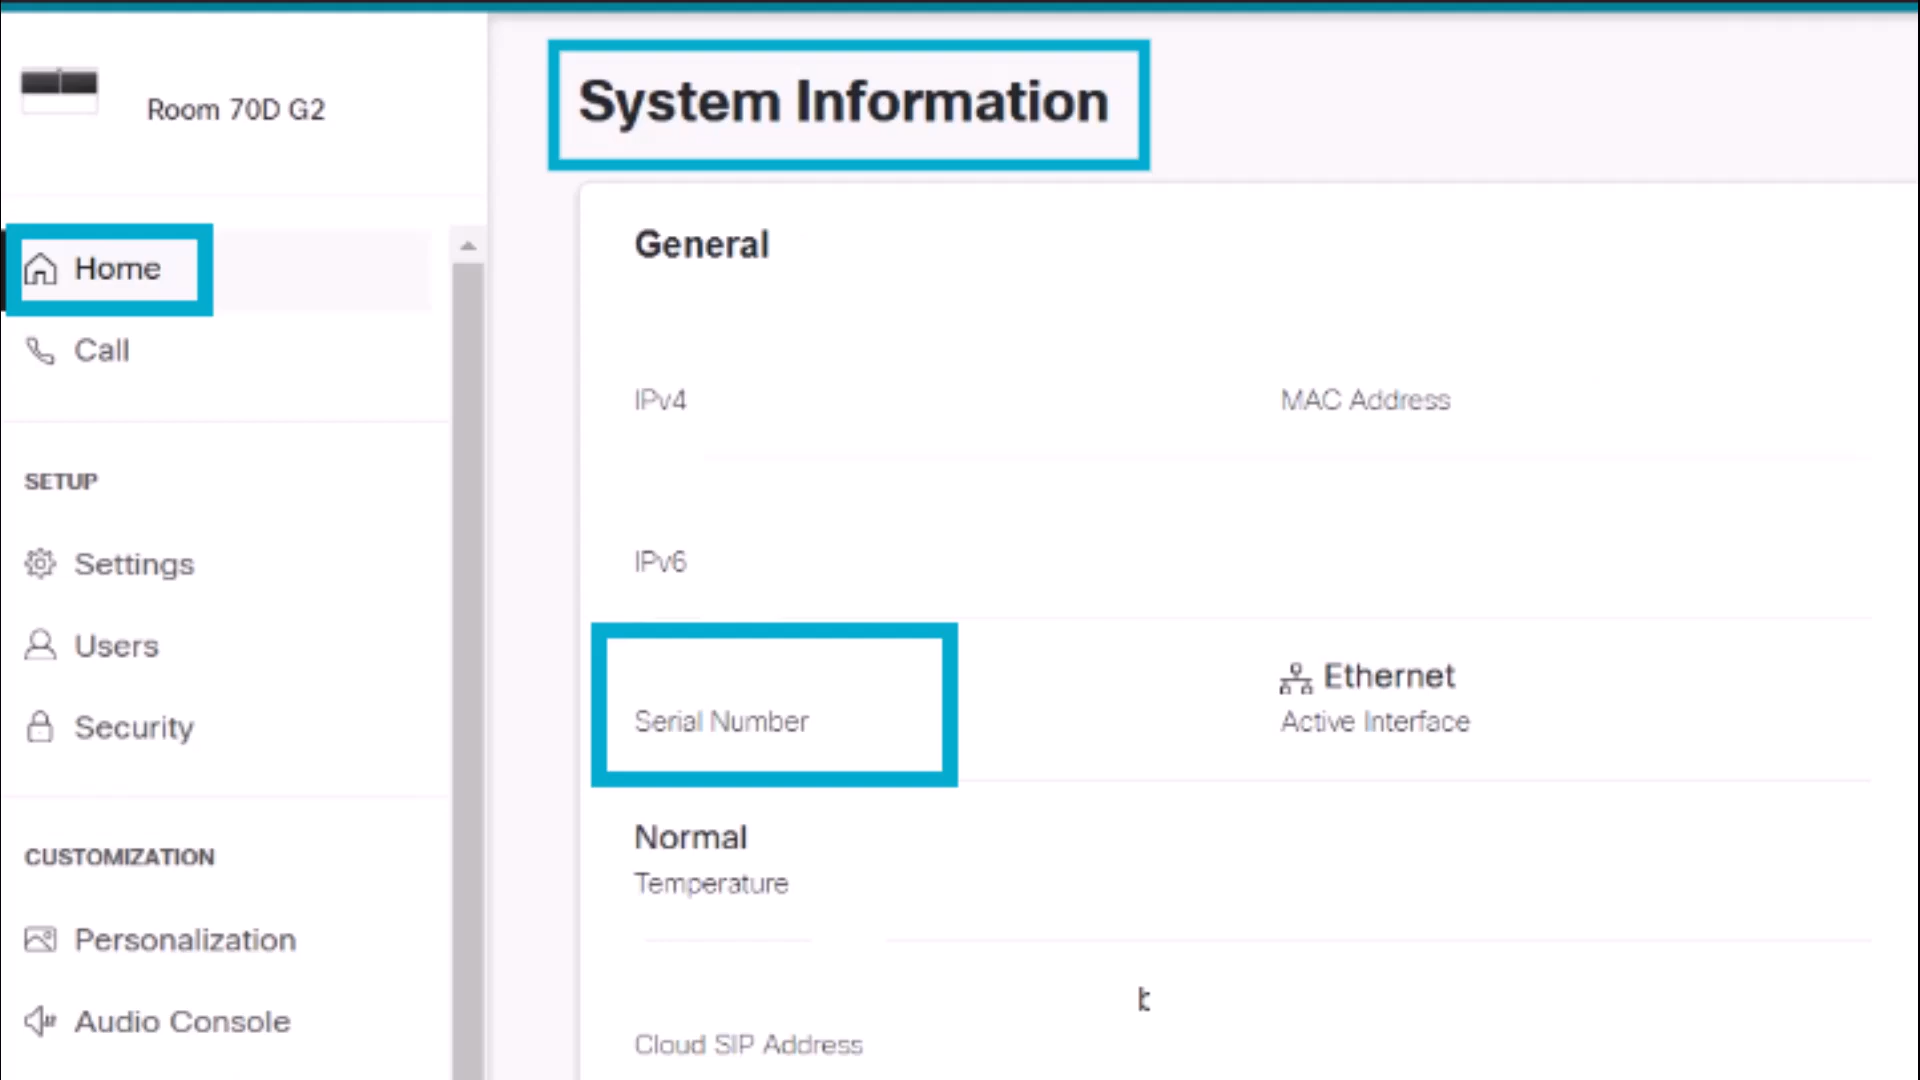 Room 70D G2
Home
Call
SETUP
Settings
Users
Security
CUSTOMIZATION
Personalization
Audio Console
System Information
General
IPv4
MAC Address
IPv6
Serial Number
Ethernet
Active Interface
Normal
Temperature
Cloud SIP Address